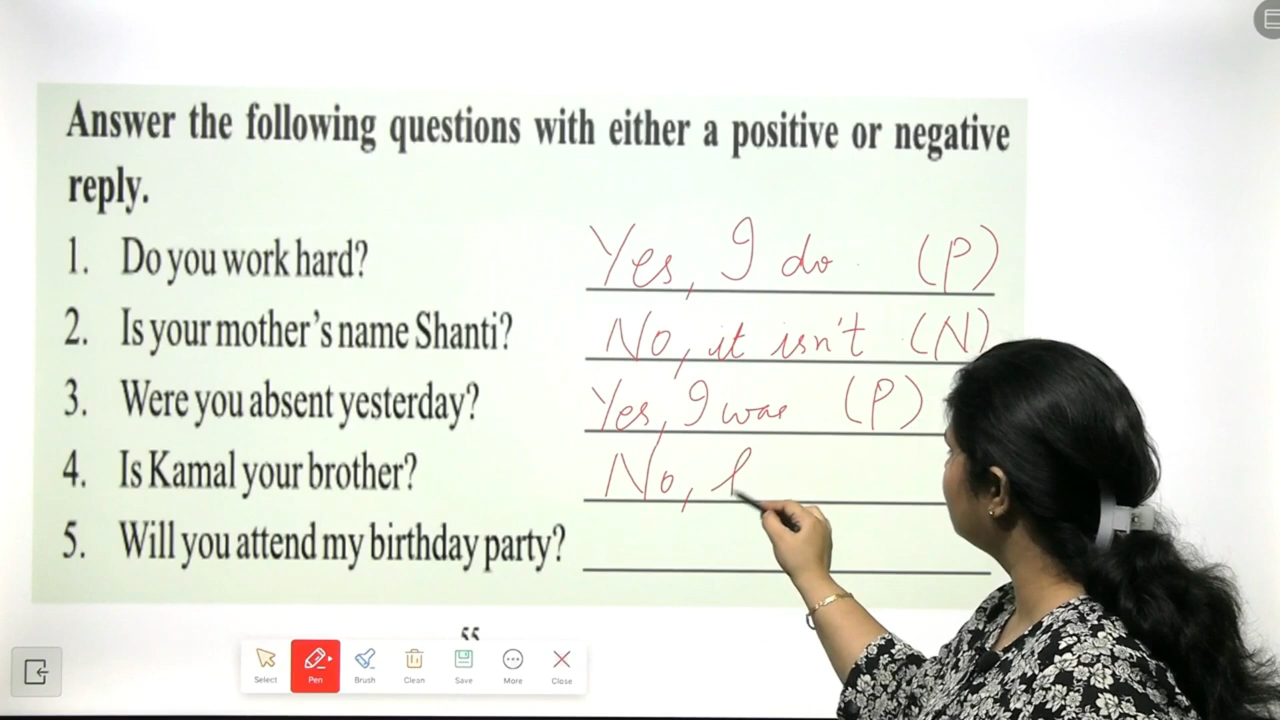 Answer the following questions with either a positive or negative
reply.
1. Do you work hard? Yes, I do. (P)
2. Is your mother's name Shanti? No, it isn't (N)
3. Were you absent yesterday? Yes, I was (P)
4. Is Kamal your brother? No, h
5. Will you attend my birthday party?
55
Select Pen Brush Clean Save More Close